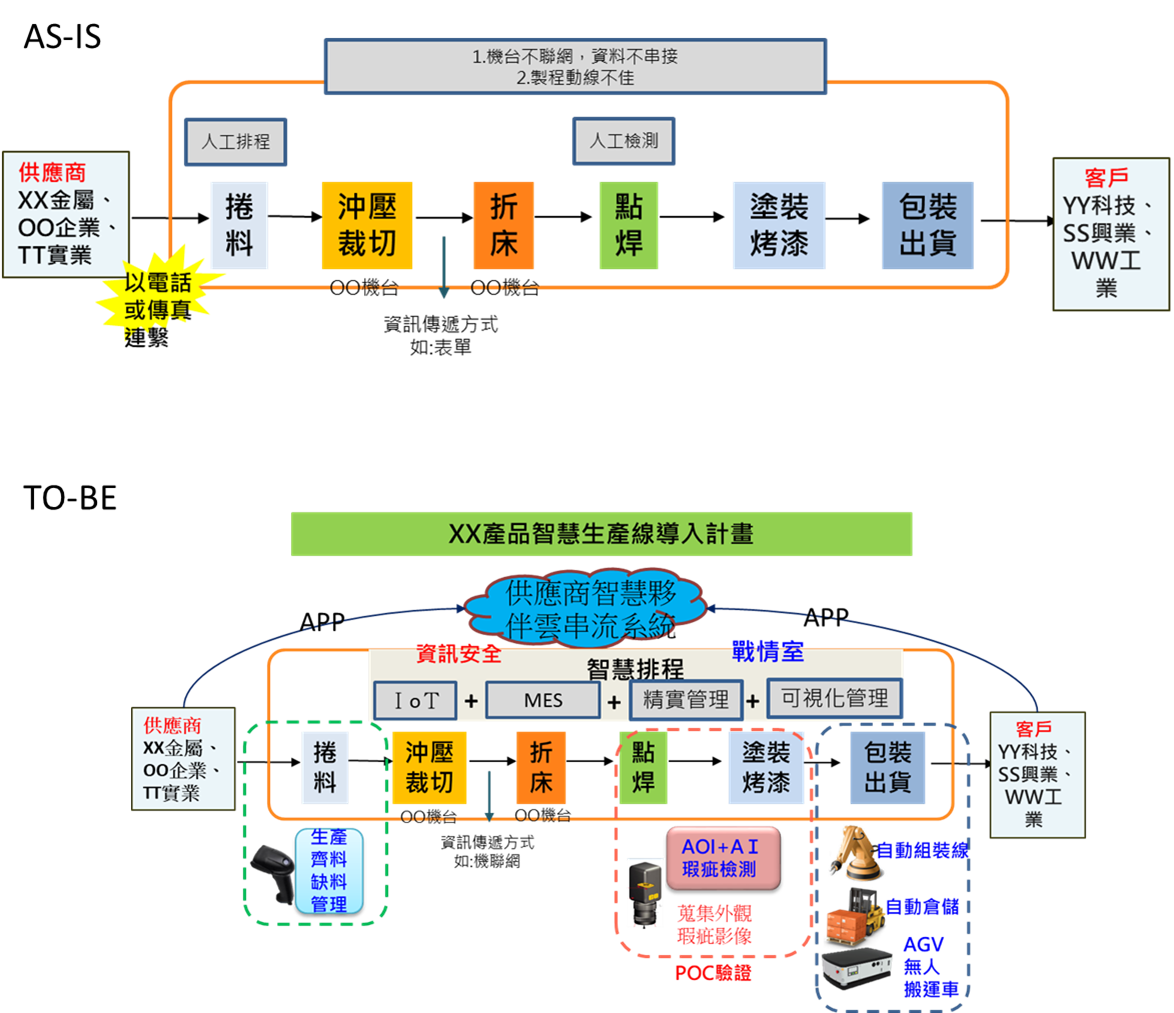 AS-IS
1.機台不聯網，資料不串接
2.製程動線不佳
人工排程
人工檢測
供應商
XX金屬、
OO企業、
TT實業
捲
料
沖壓
裁切
折
床
點
焊
塗裝
烤漆
包裝
出貨
客戶
YY科技、
SS興業、
WW工
業
以電話
或傳真
連繫
OO機台
OO機台
資訊傳遞方式
如:表單
TO-BE
XX產品智慧生產線導入計畫
供應商智慧夥
伴雲串流系統
APP
APP
資訊安全
智慧排程
戰情室
IoT
+
MES
+
精實管理
+
可視化管理
供應商
XX金屬、
OO企業、
TT實業
捲
料
沖壓
裁切
折
床
點
焊
塗裝
烤漆
包裝
出貨
客戶
YY科技、
SS興業、
WW工
業
OO機台
OO機台
資訊傳遞方式
如:機聯網
生產
齊料
缺料
管理
AOI+AI
瑕疵檢測
蒐集外觀
瑕疵影像
POC驗證
自動組裝線
自動倉儲
AGV
無人
搬運車